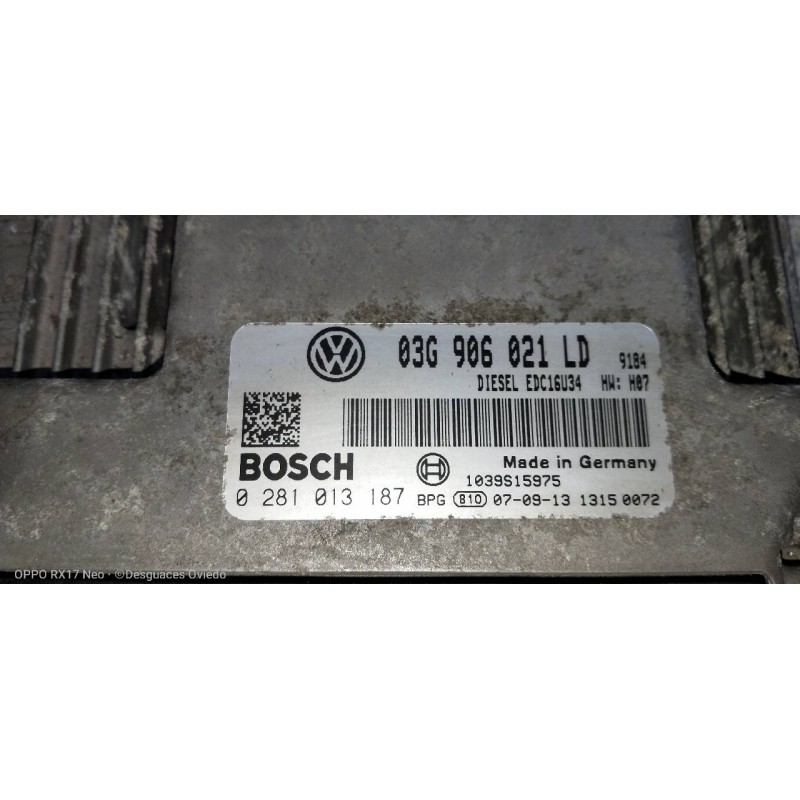 03G 906 021 LD 9184
DIESEL EDC16U34 HW: H07
BOSCH
Made in Germany
1039S15975
0 281 013 187 BPG 810 07-09-13 1315 0072
OPPO RX17 Neo · ©Desguaces Oviedo